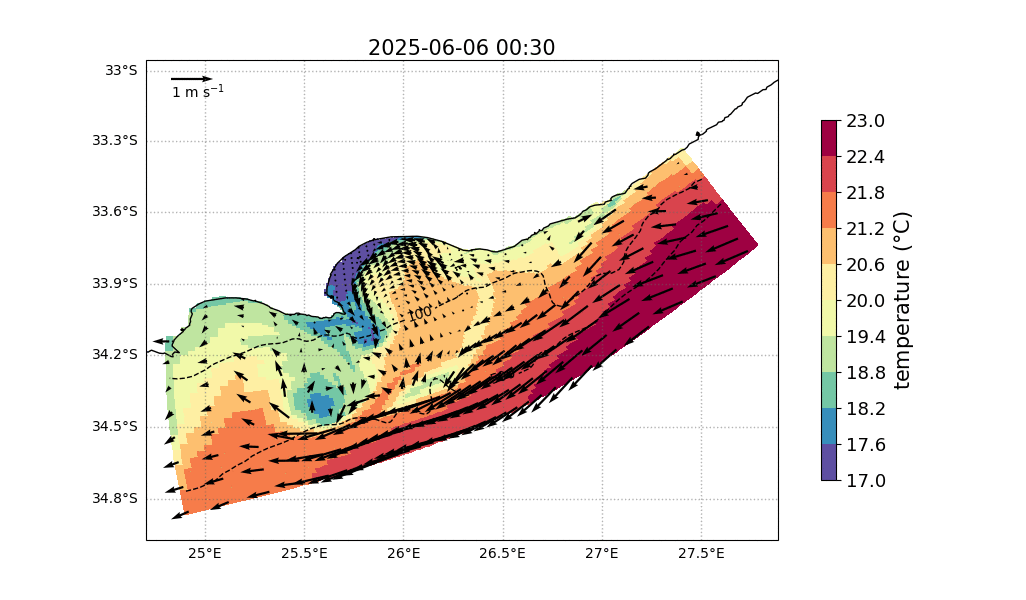 2025-06-06 00:30
1 m s⁻¹
33°S
33.3°S
33.6°S
33.9°S
34.2°S
34.5°S
34.8°S
25°E
25.5°E
26°E
26.5°E
27°E
27.5°E
100
23.0
22.4
21.8
21.2
20.6
20.0
19.4
18.8
18.2
17.6
17.0
temperature (°C)